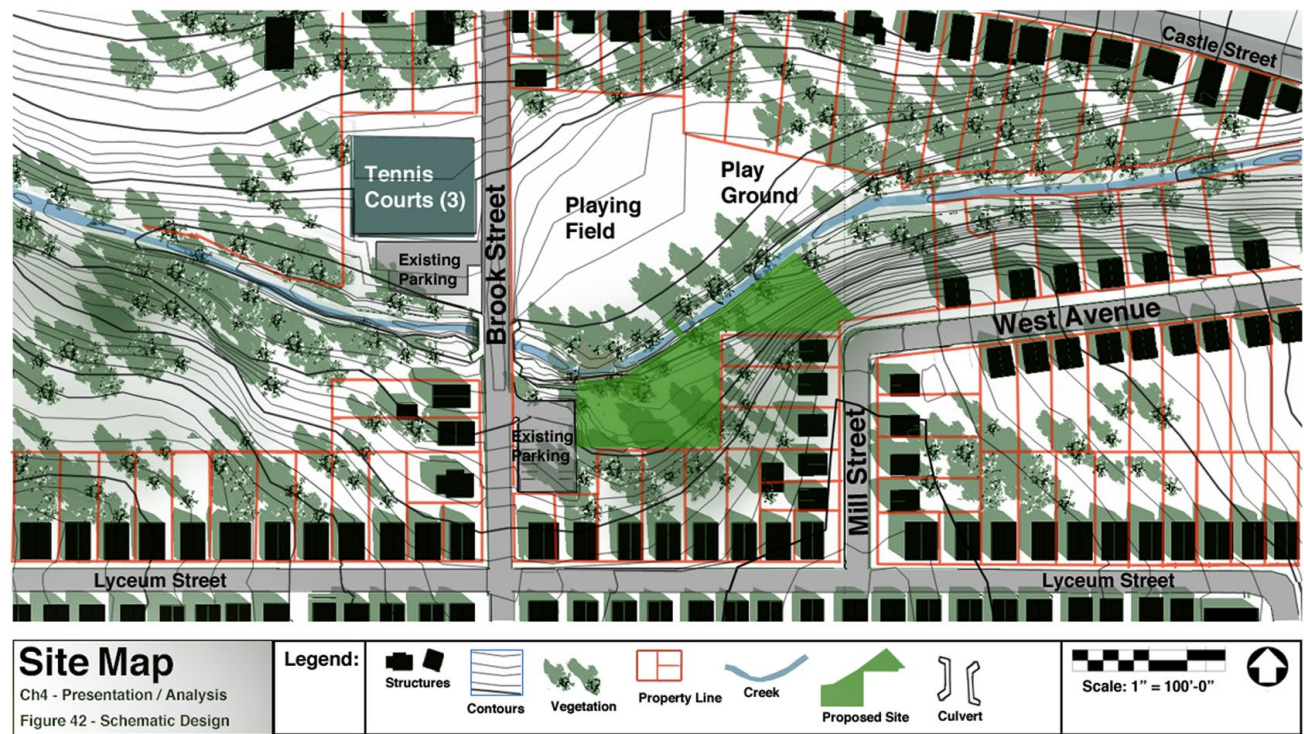 Castle Street
Tennis
Courts (3)
Play
Ground
Playing
Field
Brook Street
Existing
Parking
West Avenue
Existing
Parking
Mill Street
Lyceum Street
Lyceum Street
Site Map
Ch4 - Presentation / Analysis
Figure 42 - Schematic Design
Legend:
Structures
Contours
Vegetation
Property Line
Creek
Proposed Site
Culvert
Scale: 1” = 100’-0”